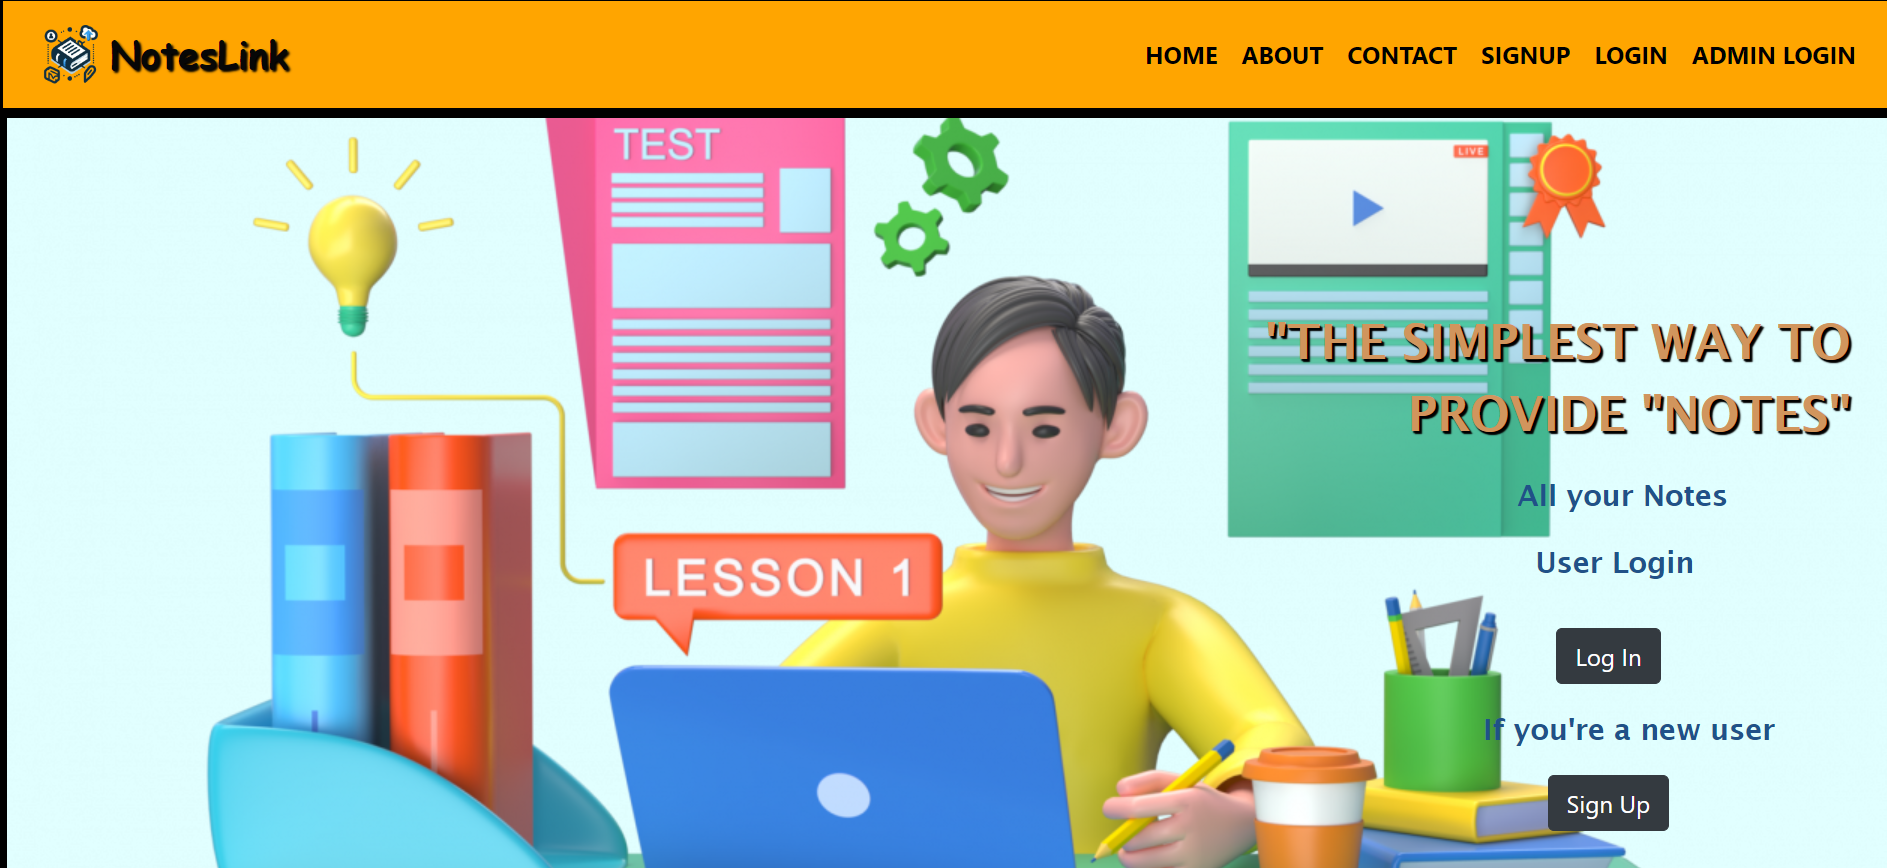 NotesLink
HOME ABOUT CONTACT SIGNUP LOGIN ADMIN LOGIN
TEST
LIVE
"THE SIMPLEST WAY TO
PROVIDE "NOTES"
All your Notes
User Login
LESSON 1
Log In
If you're a new user
Sign Up